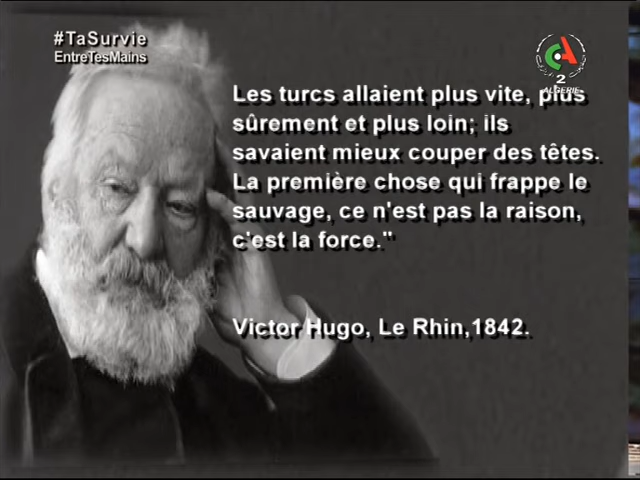 #TaSurvie
EntreTesMains
2
ALGERIE
Les turcs allaient plus vite, plus
sûrement et plus loin; ils
savaient mieux couper des têtes.
La première chose qui frappe le
sauvage, ce n'est pas la raison,
c'est la force."
Victor Hugo, Le Rhin,1842.